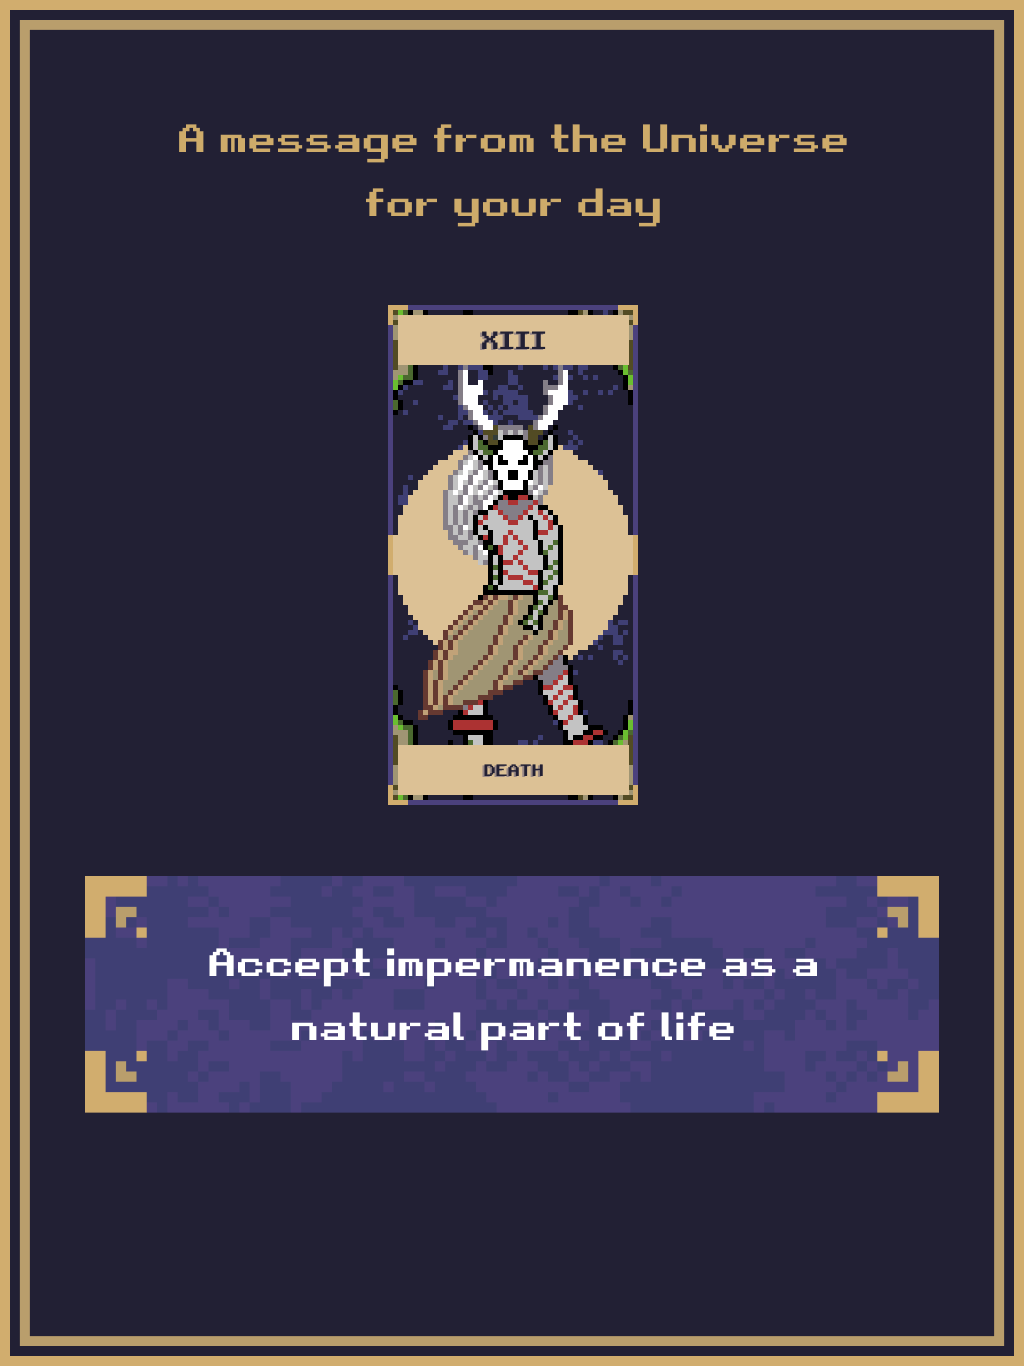 A message from the Universe
for your day
XIII
DEATH
Accept impermanence as a
natural part of life